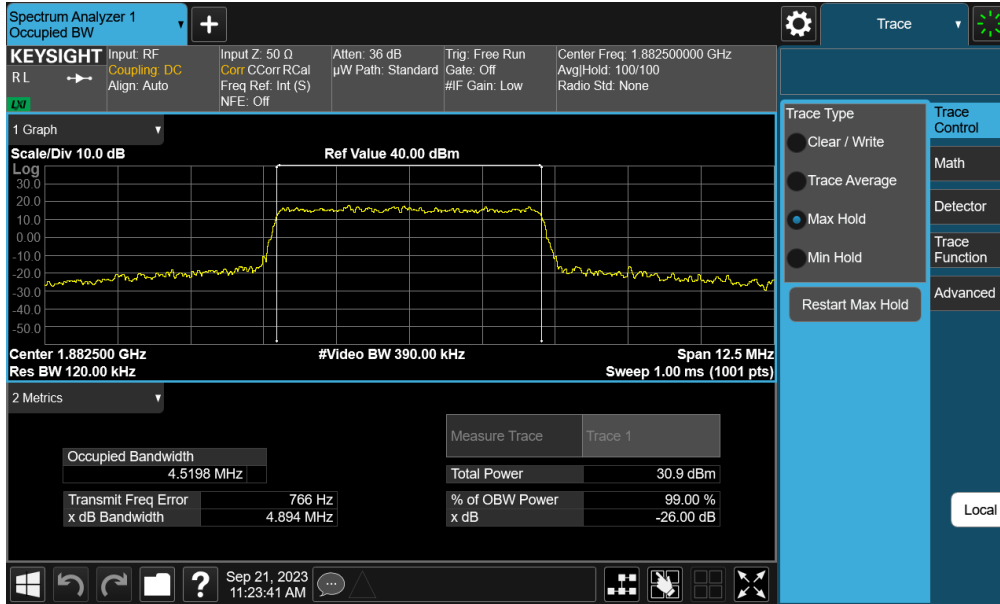 Spectrum Analyzer 1
Occupied BW
Trace
KEYSIGHT
R L
LXI
Input: RF
Coupling: DC
Align: Auto
Input Z: 50 Ω
Corr CCorr RCal
Freq Ref: Int (S)
NFE: Off
Atten: 36 dB
µW Path: Standard
Trig: Free Run
Gate: Off
#IF Gain: Low
Center Freq: 1.882500000 GHz
Avg|Hold: 100/100
Radio Std: None
1 Graph
Scale/Div 10.0 dB
Ref Value 40.00 dBm
Log
30.0
20.0
10.0
0.00
-10.0
-20.0
-30.0
-40.0
-50.0
Center 1.882500 GHz
#Video BW 390.00 kHz
Span 12.5 MHz
Res BW 120.00 kHz
Sweep 1.00 ms (1001 pts)
2 Metrics
Measure Trace Trace 1
Occupied Bandwidth
4.5198 MHz
Total Power 30.9 dBm
Transmit Freq Error 766 Hz
% of OBW Power 99.00 %
x dB Bandwidth 4.894 MHz
x dB -26.00 dB
Trace Type
Clear / Write
Trace Average
Max Hold
Min Hold
Restart Max Hold
Trace
Control
Math
Detector
Trace
Function
Advanced
Local
?
Sep 21, 2023
11:23:41 AM